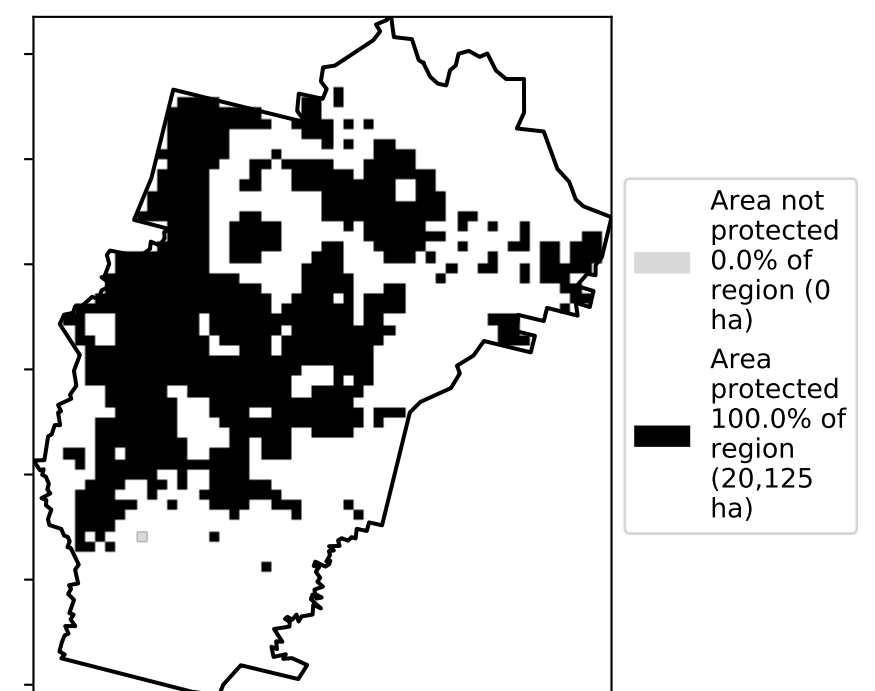 Area not
protected
0.0% of
region (0
ha)
Area
protected
100.0% of
region
(20,125
ha)